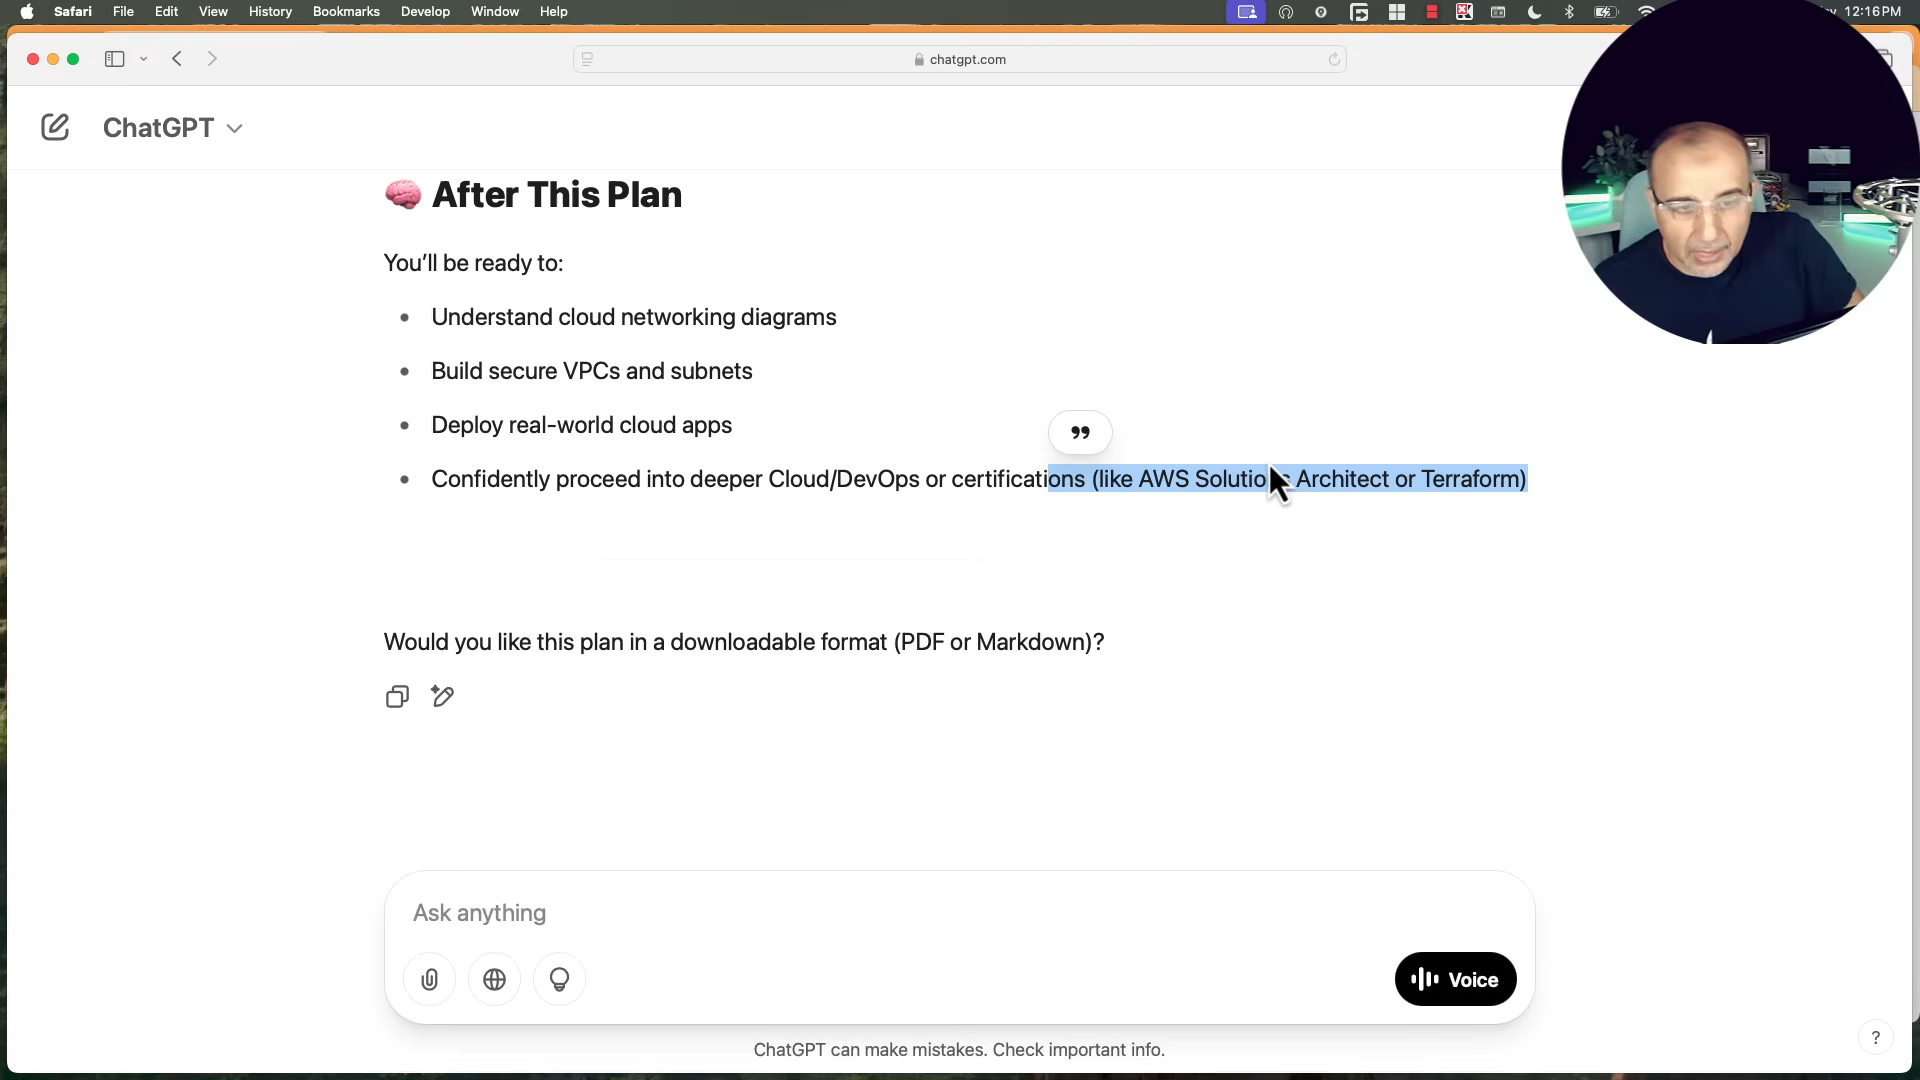 Safari File Edit View History Bookmarks Develop Window Help
12:16 PM
chatgpt.com
ChatGPT
🧠 After This Plan
You'll be ready to:
• Understand cloud networking diagrams
• Build secure VPCs and subnets
• Deploy real-world cloud apps
• Confidently proceed into deeper Cloud/DevOps or certifications (like AWS Solutions Architect or Terraform)
Would you like this plan in a downloadable format (PDF or Markdown)?
Ask anything
Voice
ChatGPT can make mistakes. Check important info.
?